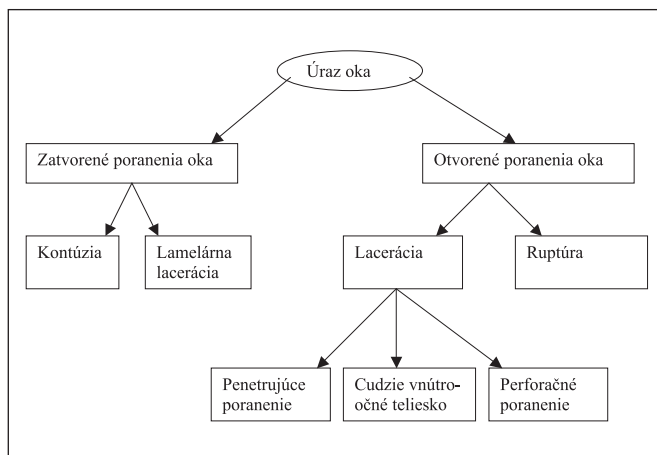 Úraz oka
Zatvorené poranenia oka
Otvorené poranenia oka
Kontúzia
Lamelárna
lacerácia
Lacerácia
Ruptúra
Penetrujúce
poranenie
Cudzie vnútro-
očné teliesko
Perforačné
poranenie